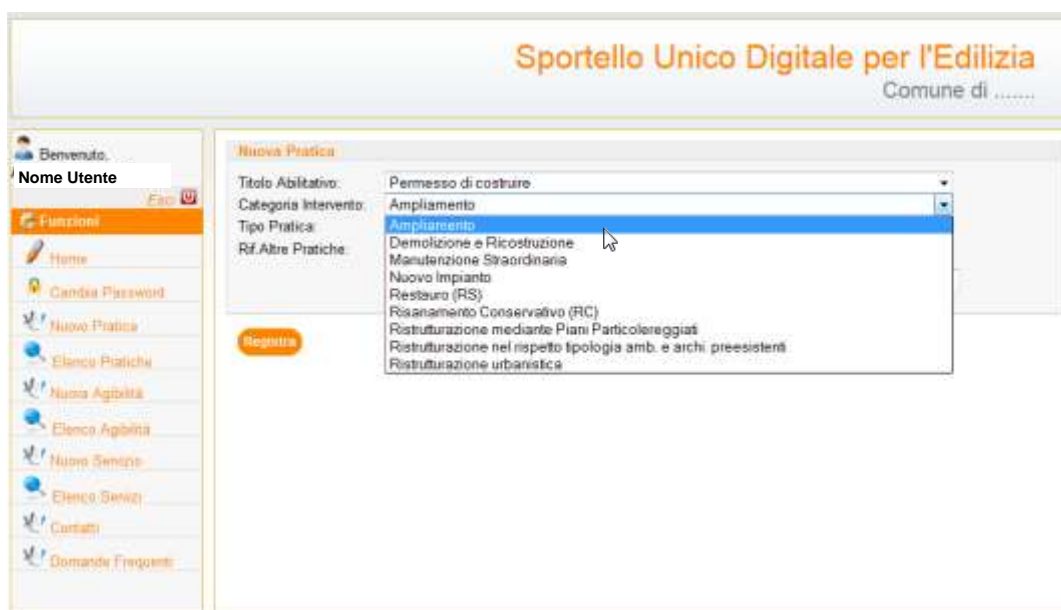 Sportello Unico Digitale per l'Edilizia
Comune di .......
Benvenuto,
Nome Utente
Esci
Funzioni
Home
Cambia Password
Nuova Pratica
Elenco Pratiche
Nuova Agibilità
Elenco Agibilità
Nuovo Servizio
Elenco Servizi
Contatti
Domande Frequenti
Nuova Pratica
Titolo Abilitativo: Permesso di costruire
Categoria Intervento: Ampliamento
Tipo Pratica:
Rif.Altre Pratiche:
Ampliamento
Demolizione e Ricostruzione
Manutenzione Straordinaria
Nuovo Impianto
Restauro (RS)
Risanamento Conservativo (RC)
Ristrutturazione mediante Piani Particolereggiati
Ristrutturazione nel rispetto tipologia amb. e archi. preesistenti
Ristrutturazione urbanistica
Registra